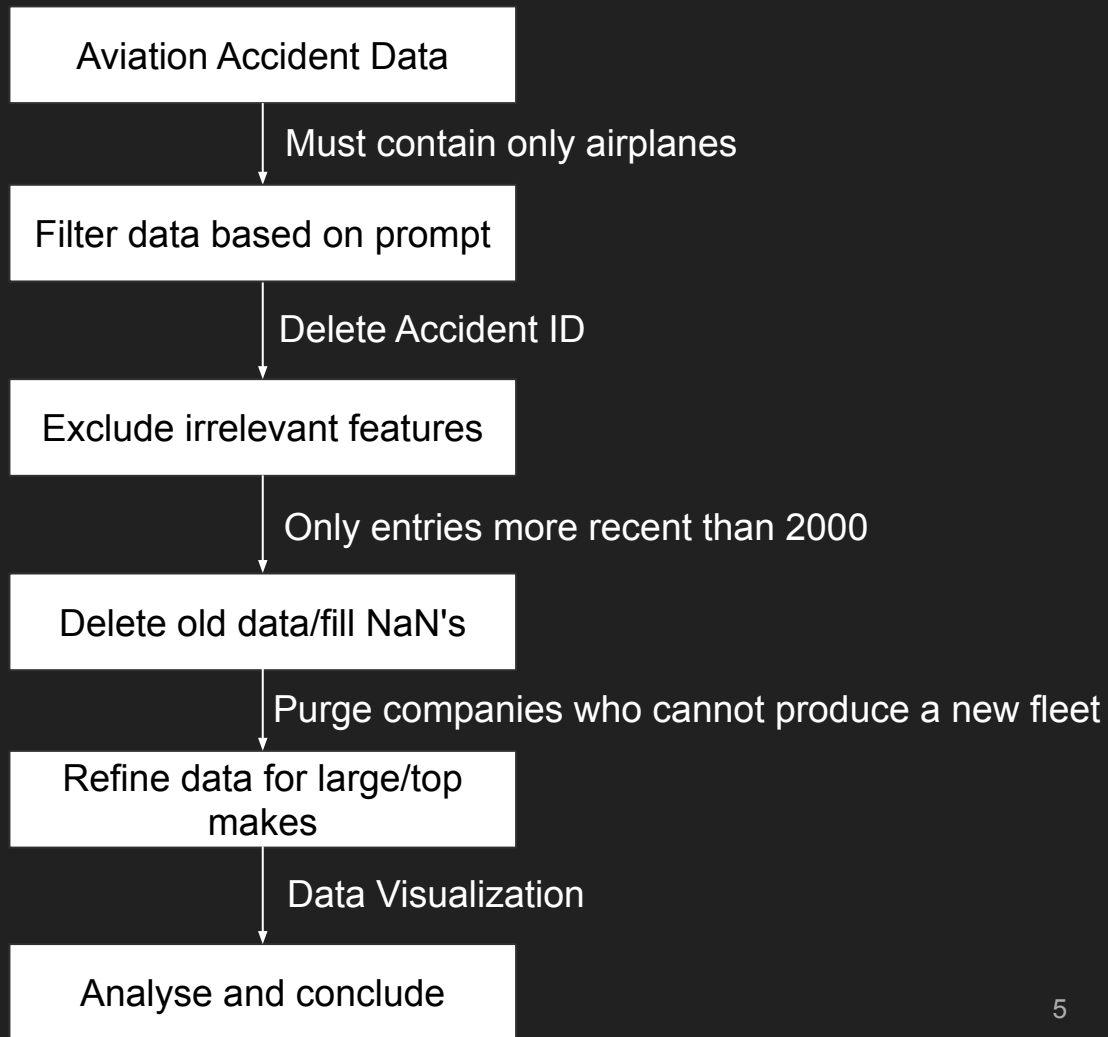 Aviation Accident Data
Must contain only airplanes
Filter data based on prompt
Delete Accident ID
Exclude irrelevant features
Only entries more recent than 2000
Delete old data/fill NaN's
Purge companies who cannot produce a new fleet
Refine data for large/top
makes
Data Visualization
Analyse and conclude
5